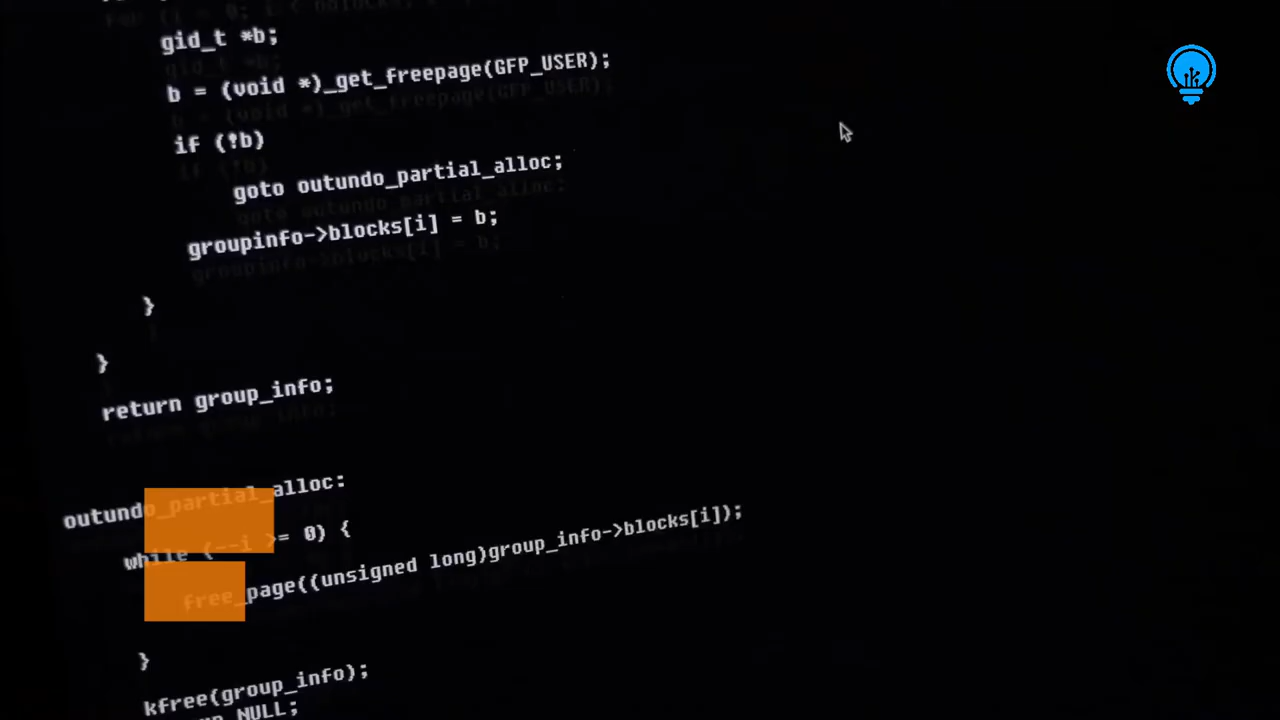 gid_t *b;
b = (void *)_get_freepage(GFP_USER);
if (!b)
goto outundo_partial_alloc;
groupinfo->blocks[i] = b;
}
}
return group_info;
outundo_partial_alloc:
while (--i >= 0) {
free_page((unsigned long)group_info->blocks[i]);
}
kfree(group_info);
NULL;